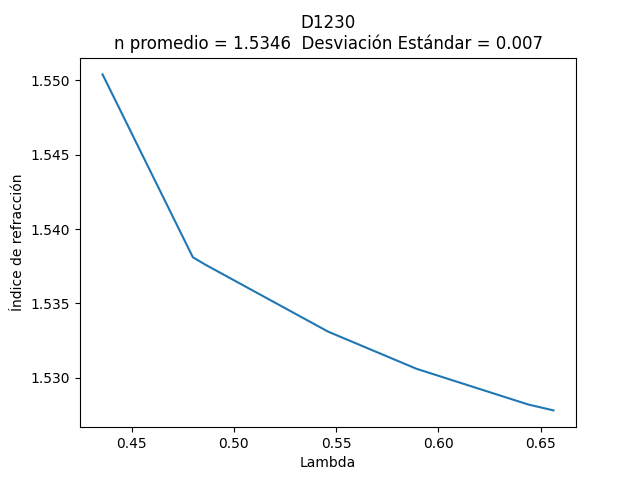 D1230
n promedio = 1.5346  Desviación Estándar = 0.007
1.550
1.545
1.540
1.535
1.530
Índice de refracción
0.45 0.50 0.55 0.60 0.65
Lambda